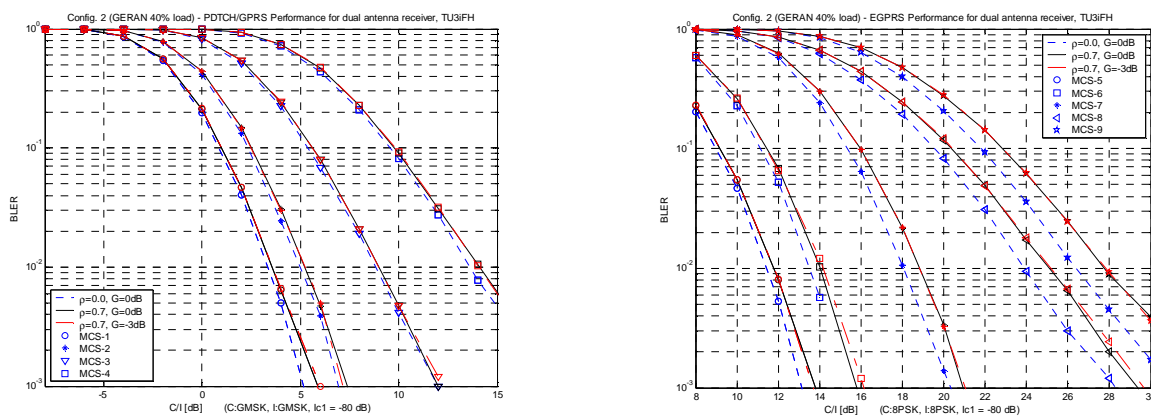 Config. 2 (GERAN 40% load) - PDTCH/GPRS Performance for dual antenna receiver, TU3iFH
10^0
10^-1
10^-2
10^-3
BLER
-5
0
5
10
15
C/I [dB] (C:GMSK, I:GMSK, Ic1 = -80 dB)
ρ=0.0, G=0dB
ρ=0.7, G=0dB
ρ=0.7, G=-3dB
MCS-1
MCS-2
MCS-3
MCS-4
Config. 2 (GERAN 40% load) - EGPRS Performance for dual antenna receiver, TU3iFH
10^0
10^-1
10^-2
10^-3
BLER
8
10
12
14
16
18
20
22
24
26
28
30
C/I [dB] (C:8PSK, I:8PSK, Ic1 = -80 dB)
ρ=0.0, G=0dB
ρ=0.7, G=0dB
ρ=0.7, G=-3dB
MCS-5
MCS-6
MCS-7
MCS-8
MCS-9